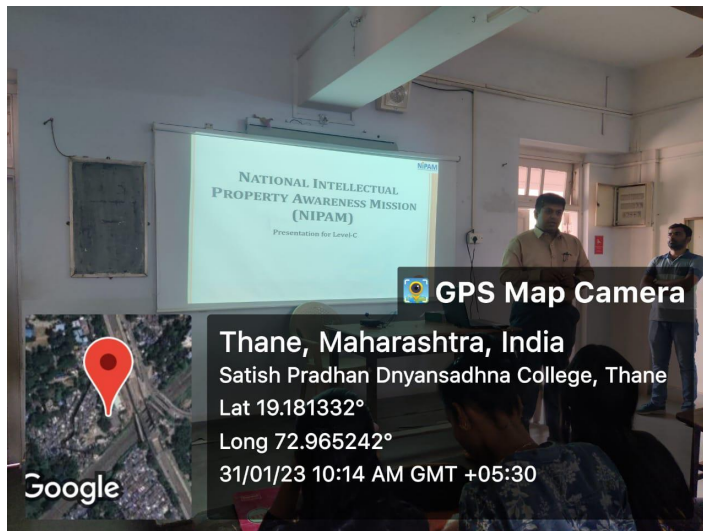 NIPAM
NATIONAL INTELLECTUAL
PROPERTY AWARENESS MISSION
(NIPAM)
Presentation for Level-C
GPS Map Camera
Thane, Maharashtra, India
Satish Pradhan Dnyansadhna College, Thane
Lat 19.181332°
Long 72.965242°
31/01/23 10:14 AM GMT +05:30
Google